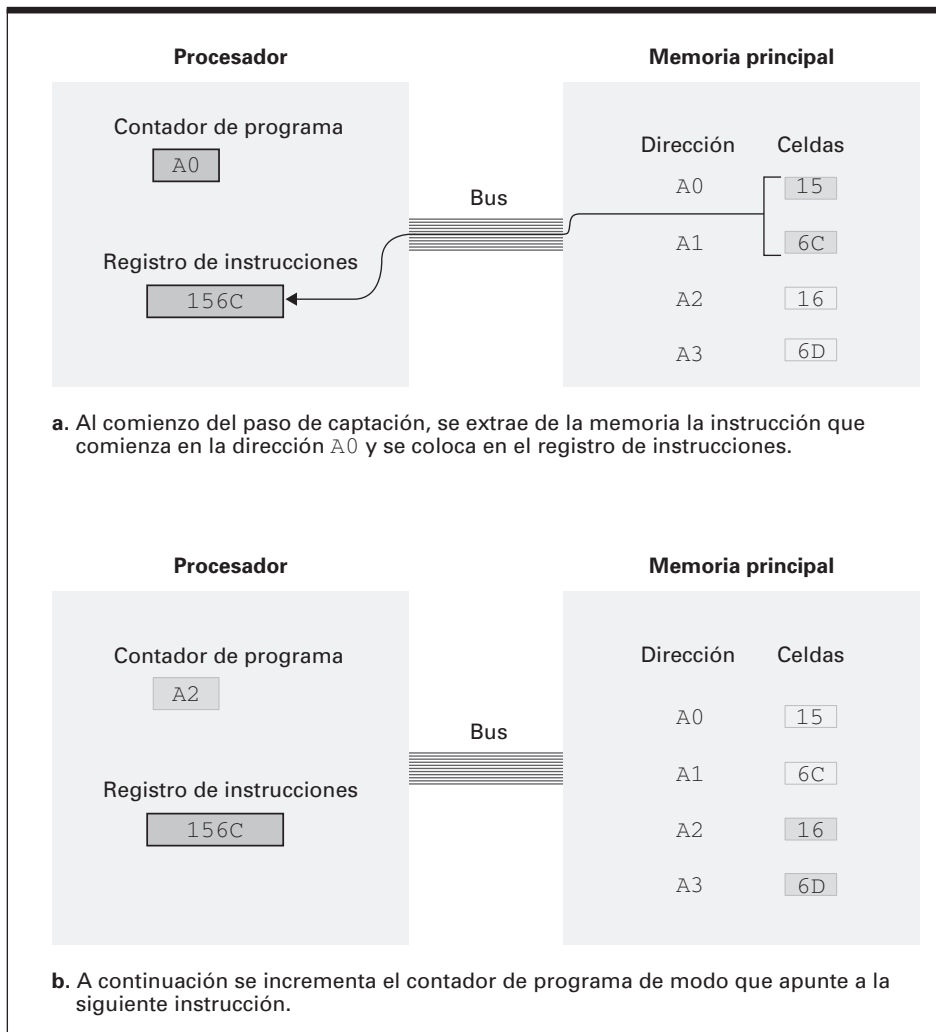 Procesador
Memoria principal
Contador de programa
A0
Registro de instrucciones
156C
Bus
Dirección Celdas
A0 15
A1 6C
A2 16
A3 6D
a. Al comienzo del paso de captación, se extrae de la memoria la instrucción que
comienza en la dirección A0 y se coloca en el registro de instrucciones.
Procesador
Memoria principal
Contador de programa
A2
Registro de instrucciones
156C
Bus
Dirección Celdas
A0 15
A1 6C
A2 16
A3 6D
b. A continuación se incrementa el contador de programa de modo que apunte a la
siguiente instrucción.